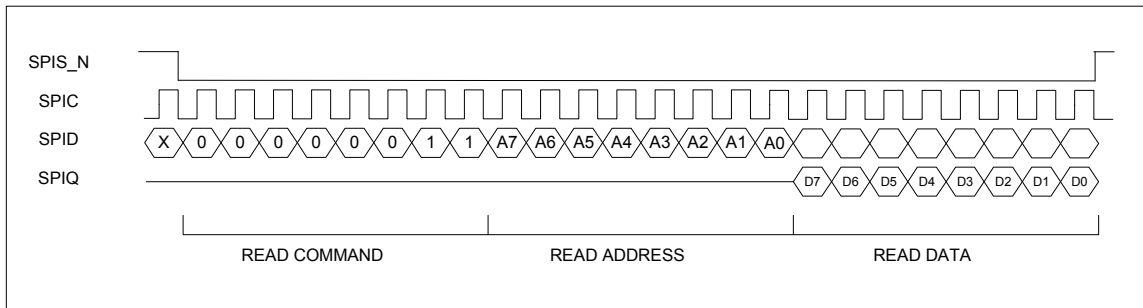 SPIS_N
SPIC
SPID X 0 0 0 0 0 0 1 1 A7 A6 A5 A4 A3 A2 A1 A0
SPIQ D7 D6 D5 D4 D3 D2 D1 D0
READ COMMAND READ ADDRESS READ DATA